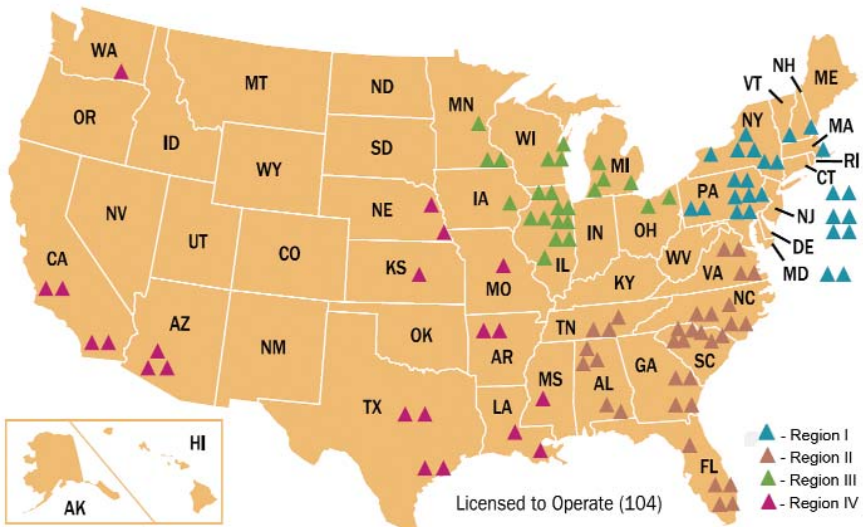 WA
MT
ND
MN
OR
ID
WY
SD
WI
MI
NY
VT
NH
ME
MA
RI
CT
NV
UT
CO
NE
IA
IL
IN
OH
PA
NJ
DE
MD
WV
VA
CA
KS
MO
KY
NC
AZ
NM
OK
AR
TN
SC
TX
LA
MS
AL
GA
FL
AK
HI
- Region I
- Region II
- Region III
- Region IV
Licensed to Operate (104)